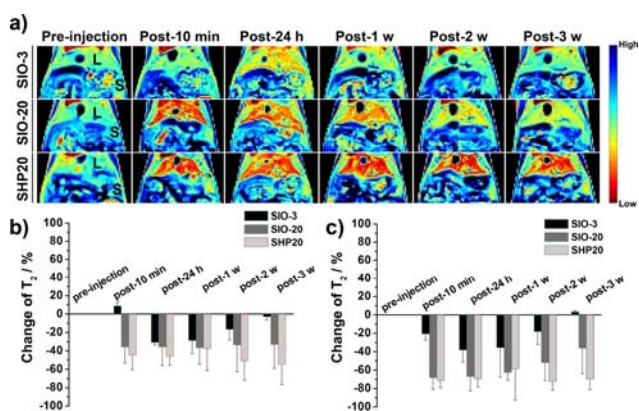 a)
Pre-injection Post-10 min Post-24 h Post-1 w Post-2 w Post-3 w
High
SIO-3
L
S
SIO-20
L
S
SHP20
L
S
Low
b)
100
80
60
40
20
0
-20
-40
-60
-80
-100
Change of T2 / %
SIO-3
SIO-20
SHP20
pre-injection
post-10 min
post-24 h
post-1 w
post-2 w
post-3 w
c)
100
80
60
40
20
0
-20
-40
-60
-80
-100
Change of T2 / %
SIO-3
SIO-20
SHP20
pre-injection
post-10 min
post-24 h
post-1 w
post-2 w
post-3 w